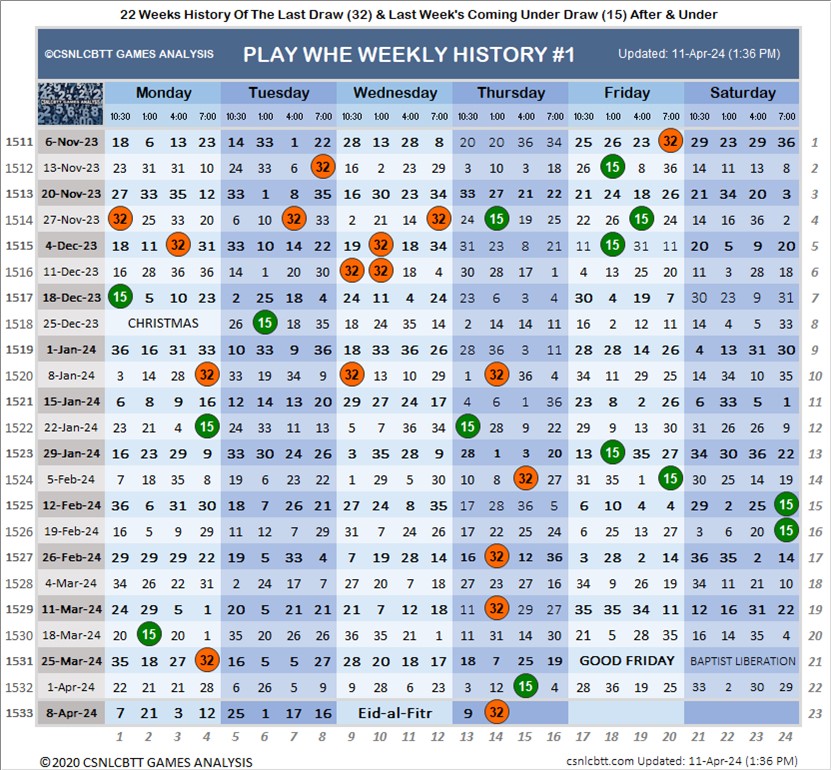 22 Weeks History Of The Last Draw (32) & Last Week's Coming Under Draw (15) After & Under
©CSNLCBTT GAMES ANALYSIS PLAY WHE WEEKLY HISTORY #1 Updated: 11-Apr-24 (1:36 PM)
Monday Tuesday Wednesday Thursday Friday Saturday
10:30 1:00 4:00 7:00 10:30 1:00 4:00 7:00 10:30 1:00 4:00 7:00 10:30 1:00 4:00 7:00 10:30 1:00 4:00 7:00 10:30 1:00 4:00 7:00
1511 6-Nov-23 18 6 13 23 14 33 1 22 28 13 28 8 20 20 36 34 25 26 25 32 29 23 29 36 1
1512 13-Nov-23 23 31 31 10 24 33 6 32 16 2 23 29 3 10 3 18 26 15 8 36 14 11 13 8 2
1513 20-Nov-23 27 33 35 12 33 1 8 35 16 30 23 34 33 27 21 22 21 24 18 26 21 34 20 3 3
1514 27-Nov-23 32 25 33 20 6 10 32 33 2 21 14 32 24 15 19 25 22 26 15 24 14 16 36 2 4
1515 4-Dec-23 18 11 32 31 33 10 14 22 19 32 18 34 31 23 8 21 11 15 31 11 20 5 9 20 5
1516 11-Dec-23 16 28 36 36 14 1 20 30 32 32 18 4 30 28 17 1 4 13 25 20 11 3 28 18 6
1517 18-Dec-23 15 5 10 23 2 25 18 4 24 11 4 24 23 6 3 4 30 4 19 7 30 23 9 31 7
1518 25-Dec-23 CHRISTMAS 26 15 18 35 18 24 35 14 2 14 14 11 16 2 12 11 14 4 5 33 8
1519 1-Jan-24 36 16 31 33 10 33 9 36 18 33 36 26 28 36 3 11 28 28 14 26 4 13 31 30 9
1520 8-Jan-24 3 14 28 32 33 19 34 9 32 13 10 29 1 32 36 4 34 11 29 25 14 34 10 35 10
1521 15-Jan-24 6 8 9 16 12 14 13 20 29 27 24 17 4 6 1 36 23 8 2 26 6 33 5 1 11
1522 22-Jan-24 23 21 4 15 24 11 33 11 5 7 36 34 15 28 9 22 29 9 13 30 31 26 26 9 12
1523 29-Jan-24 16 23 29 9 33 30 24 26 3 35 28 9 28 1 3 20 13 15 35 27 34 30 36 22 13
1524 5-Feb-24 7 18 35 8 19 3 23 22 1 29 5 30 10 8 32 27 31 35 1 15 30 25 14 19 14
1525 12-Feb-24 36 6 31 30 18 7 26 21 27 24 8 35 17 28 36 5 6 10 4 4 29 2 25 15 15
1526 19-Feb-24 16 5 9 29 11 12 7 29 31 27 13 36 17 22 25 24 6 25 13 27 3 6 20 15 16
1527 26-Feb-24 29 29 29 22 19 5 33 4 7 19 28 14 16 32 12 36 3 28 2 14 36 35 2 14 17
1528 4-Mar-24 34 26 22 31 2 24 17 7 27 20 7 18 27 23 27 16 34 9 26 19 34 11 21 10 18
1529 11-Mar-24 24 29 5 1 20 5 21 21 21 7 12 18 11 32 29 27 35 35 34 11 12 16 31 22 19
1530 18-Mar-24 20 15 20 1 35 20 26 26 36 35 21 1 11 31 14 30 21 5 28 35 16 14 35 4 20
1531 25-Mar-24 35 18 27 32 16 5 5 27 28 20 18 17 18 7 25 19 GOOD FRIDAY BAPTIST LIBERATION 21
1532 1-Apr-24 22 21 21 28 6 26 5 9 9 28 6 23 3 12 15 4 28 36 19 25 33 2 30 29 22
1533 8-Apr-24 7 21 3 12 25 1 17 16 Eid-al-Fitr 9 32 23
1 2 3 4 5 6 7 8 9 10 11 12 13 14 15 16 17 18 19 20 21 22 23 24
©2020 CSNLCBTT GAMES ANALYSIS csnlcbtt.com Updated: 11-Apr-24 (1:36 PM)